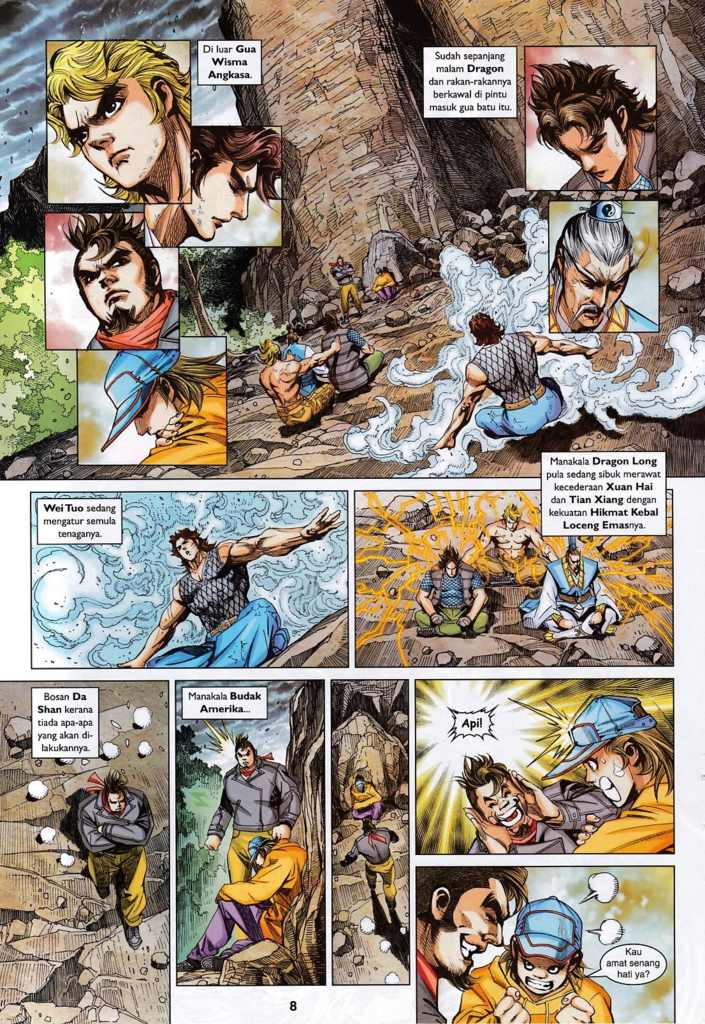 Di luar Gua
Wisma
Angkasa.
Sudah sepanjang
malam Dragon
dan rakan-rakannya
berkawal di pintu
masuk gua batu itu.
Manakala Dragon Long
pula sedang sibuk merawat
kecederaan Xuan Hai
dan Tian Xiang dengan
kekuatan Hikmat Kebal
Loceng Emasnya.
Wei Tuo sedang
mengatur semula
tenaganya.
Bosan Da
Shan kerana
tiada apa-apa
yang akan di-
lakukannya.
Manakala Budak
Amerika...
Api!
Kau
amat senang
hati ya?
8